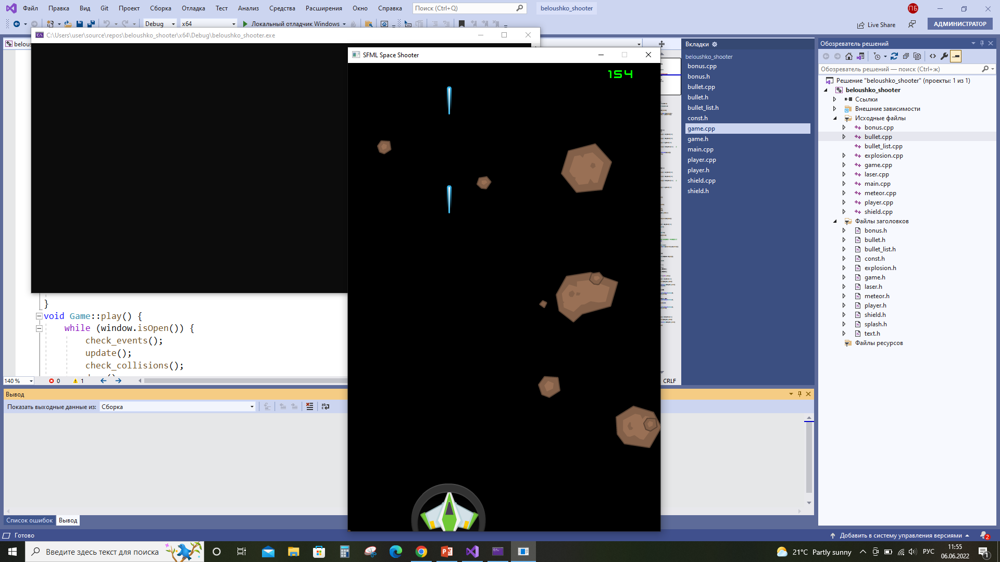 Файл Правка Вид Git Проект Сборка Отладка Тест Анализ Средства Расширения Окно Справка Поиск (Ctrl+Q) beloushko_shooter ПБ
Debug x64 Локальный отладчик Windows Live Share АДМИНИСТРАТОР
C:\Users\user\source\repos\beloushko_shooter\x64\Debug\beloushko_shooter.exe
SFML Space Shooter
154
}
void Game::play() {
while (window.isOpen()) {
check_events();
update();
check_collisions();
140 % 0 1 CRLF
Вывод
Показать выходные данные из: Сборка
Список ошибок Вывод
Вкладки
beloushko_shooter
bonus.cpp
bonus.h
bullet.cpp
bullet.h
bullet_list.h
const.h
game.cpp
game.h
main.cpp
player.cpp
player.h
shield.cpp
shield.h
Обозреватель решений
Обозреватель решений — поиск (Ctrl+ж)
Решение "beloushko_shooter" (проекты: 1 из 1)
beloushko_shooter
Ссылки
Внешние зависимости
Исходные файлы
bonus.cpp
bullet.cpp
bullet_list.cpp
explosion.cpp
game.cpp
laser.cpp
main.cpp
meteor.cpp
player.cpp
shield.cpp
Файлы заголовков
bonus.h
bullet.h
bullet_list.h
const.h
explosion.h
game.h
laser.h
meteor.h
player.h
shield.h
splash.h
text.h
Файлы ресурсов
Готово Добавить в систему управления версиями 2
Введите здесь текст для поиска 21°C Partly sunny РУС 11:55
06.06.2022 1